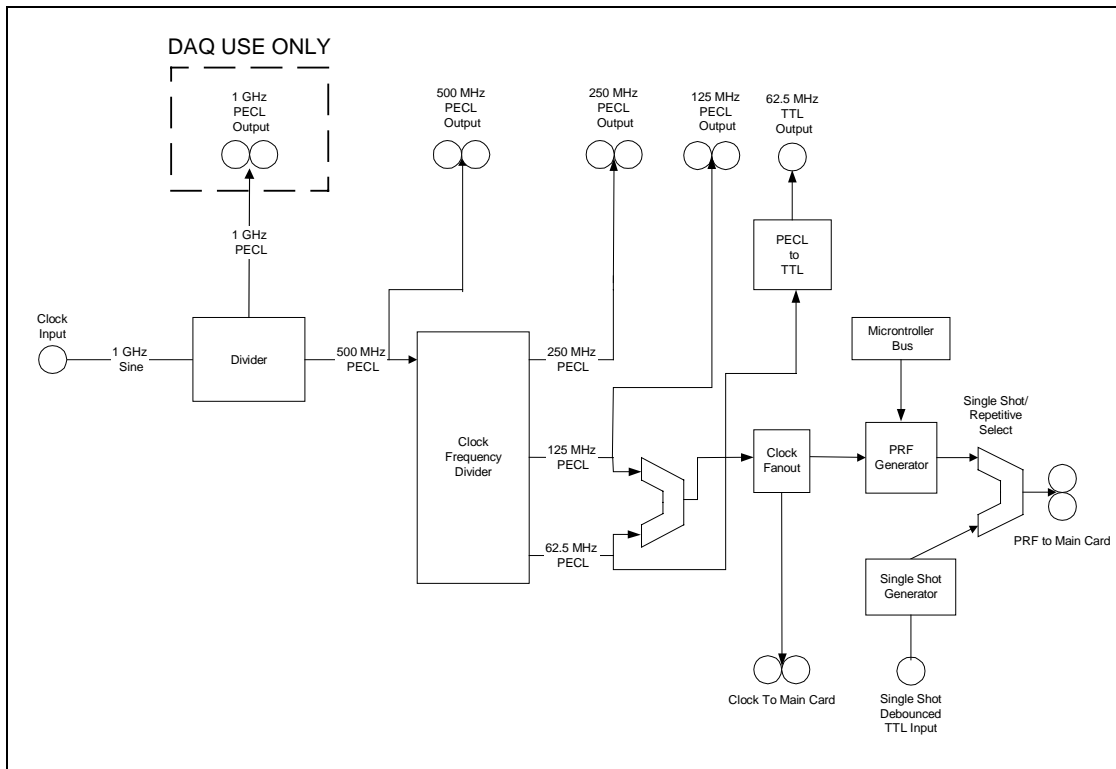 DAQ USE ONLY
1 GHz
PECL
Output
500 MHz
PECL
Output
250 MHz
PECL
Output
125 MHz
PECL
Output
62.5 MHz
TTL
Output
1 GHz
PECL
PECL
to
TTL
Clock
Input
1 GHz
Sine
Divider
500 MHz
PECL
250 MHz
PECL
Microntroller
Bus
Clock
Frequency
Divider
125 MHz
PECL
Clock
Fanout
PRF
Generator
Single Shot/
Repetitive
Select
62.5 MHz
PECL
PRF to Main Card
Single Shot
Generator
Clock To Main Card
Single Shot
Debounced
TTL Input